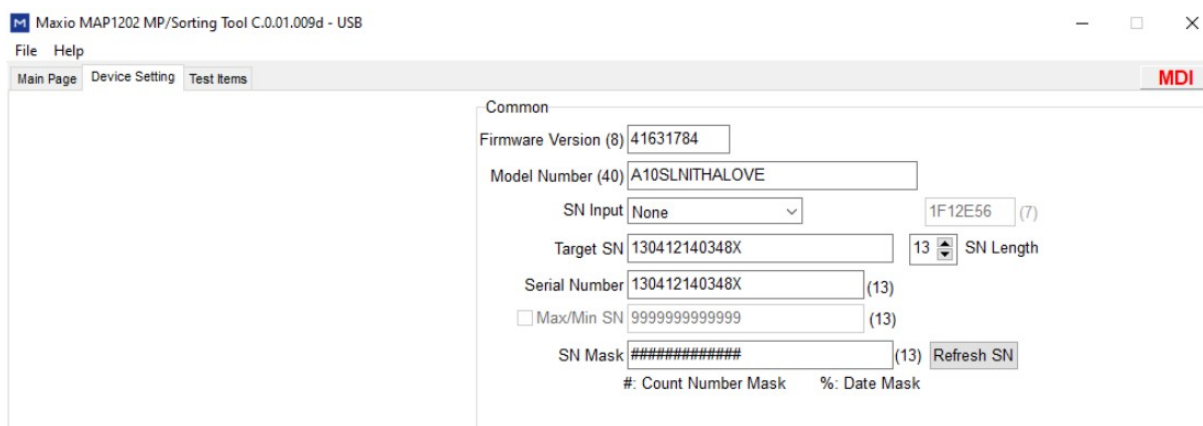 Maxio MAP1202 MP/Sorting Tool C.0.01.009d - USB
File Help
Main Page Device Setting Test Items MDI
Common
Firmware Version (8) 41631784
Model Number (40) A10SLNITHALOVE
SN Input None 1F12E56 (7)
Target SN 130412140348X 13 SN Length
Serial Number 130412140348X (13)
Max/Min SN 9999999999999 (13)
SN Mask ############# (13) Refresh SN
#: Count Number Mask %: Date Mask